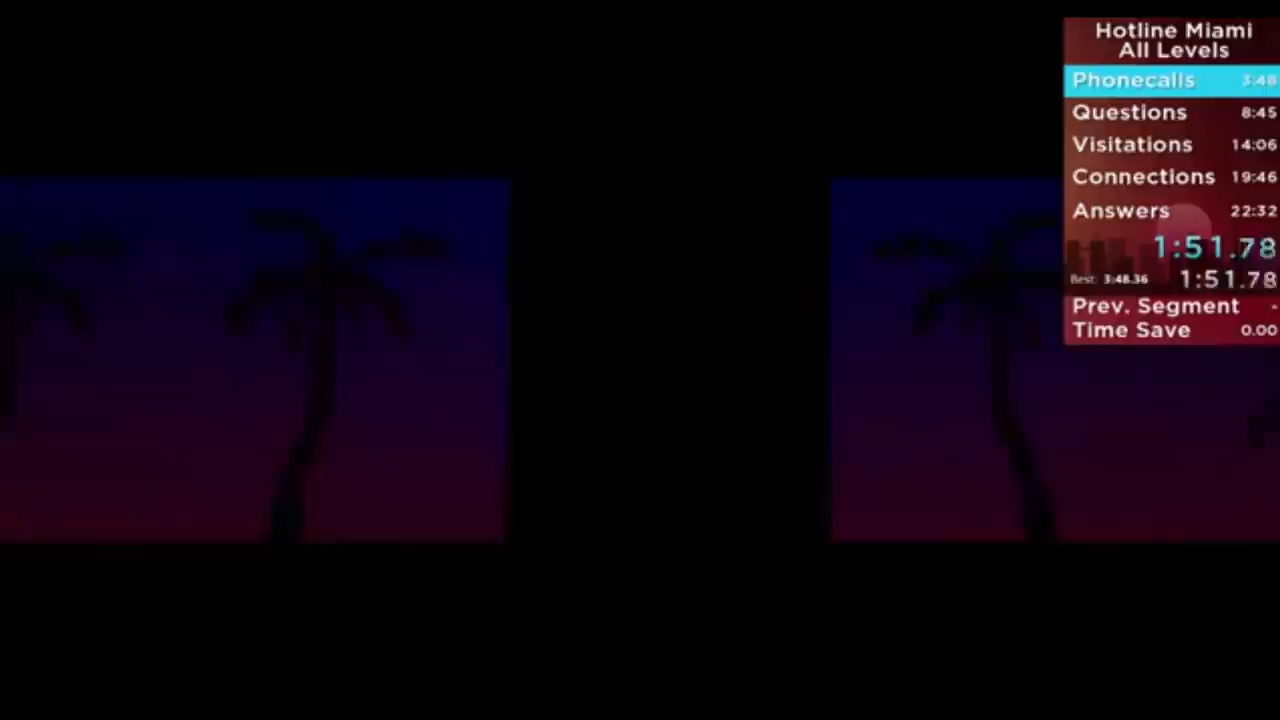 Hotline Miami
All Levels
Phonecalls 3:48
Questions 8:45
Visitations 14:06
Connections 19:46
Answers 22:32
1:51.78
Best: 3:48.36 1:51.78
Prev. Segment -
Time Save 0.00